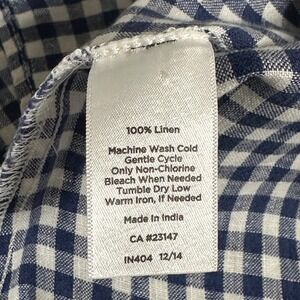 100% Linen
Machine Wash Cold
Gentle Cycle
Only Non-Chlorine
Bleach When Needed
Tumble Dry Low
Warm Iron, If Needed
Made in India
CA #23147
IN404 12/14